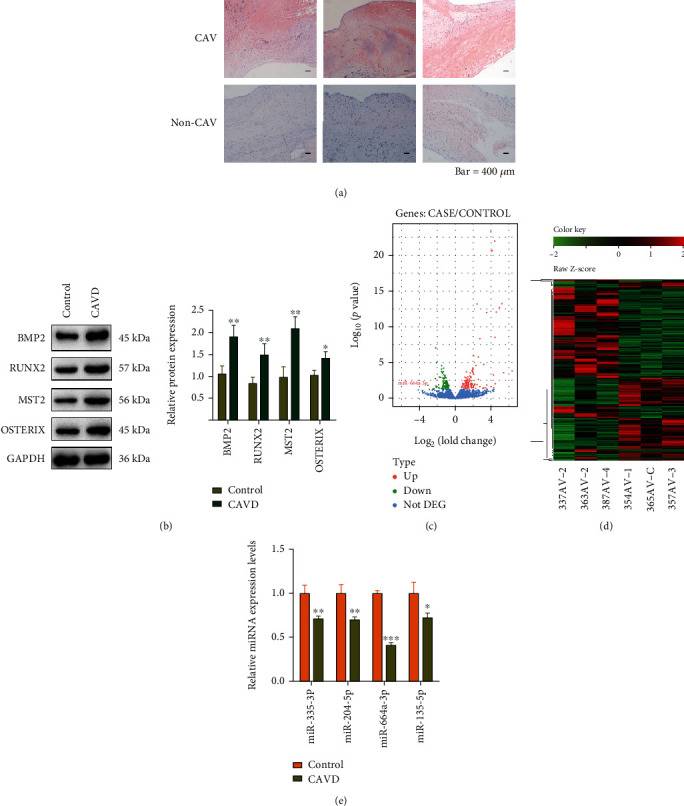 CAV
Non-CAV
Bar = 400 μm
(a)
Control
CAVD
BMP2
45 kDa
RUNX2
57 kDa
MST2
56 kDa
OSTERIX
45 kDa
GAPDH
36 kDa
Relative protein expression
2.5
2.0
1.5
1.0
0.5
**
**
**
*
BMP2
RUNX2
MST2
OSTERIX
Control
CAVD
(b)
Genes: CASE/CONTROL
Log10 (p value)
20
15
10
5
0
−4
0
4
Log2 (fold change)
Type
Up
Down
Not DEG
(c)
Color key
−2
0
1
2
Raw Z-score
337AV−2
363AV−2
387AV−4
354AV−1
365AV−C
357AV−3
(d)
Relative miRNA expression levels
1.5
1.0
0.5
0.0
**
**
***
*
miR-335-3P
miR-204-5p
miR-664a-3p
miR-135-5p
Control
CAVD
(e)